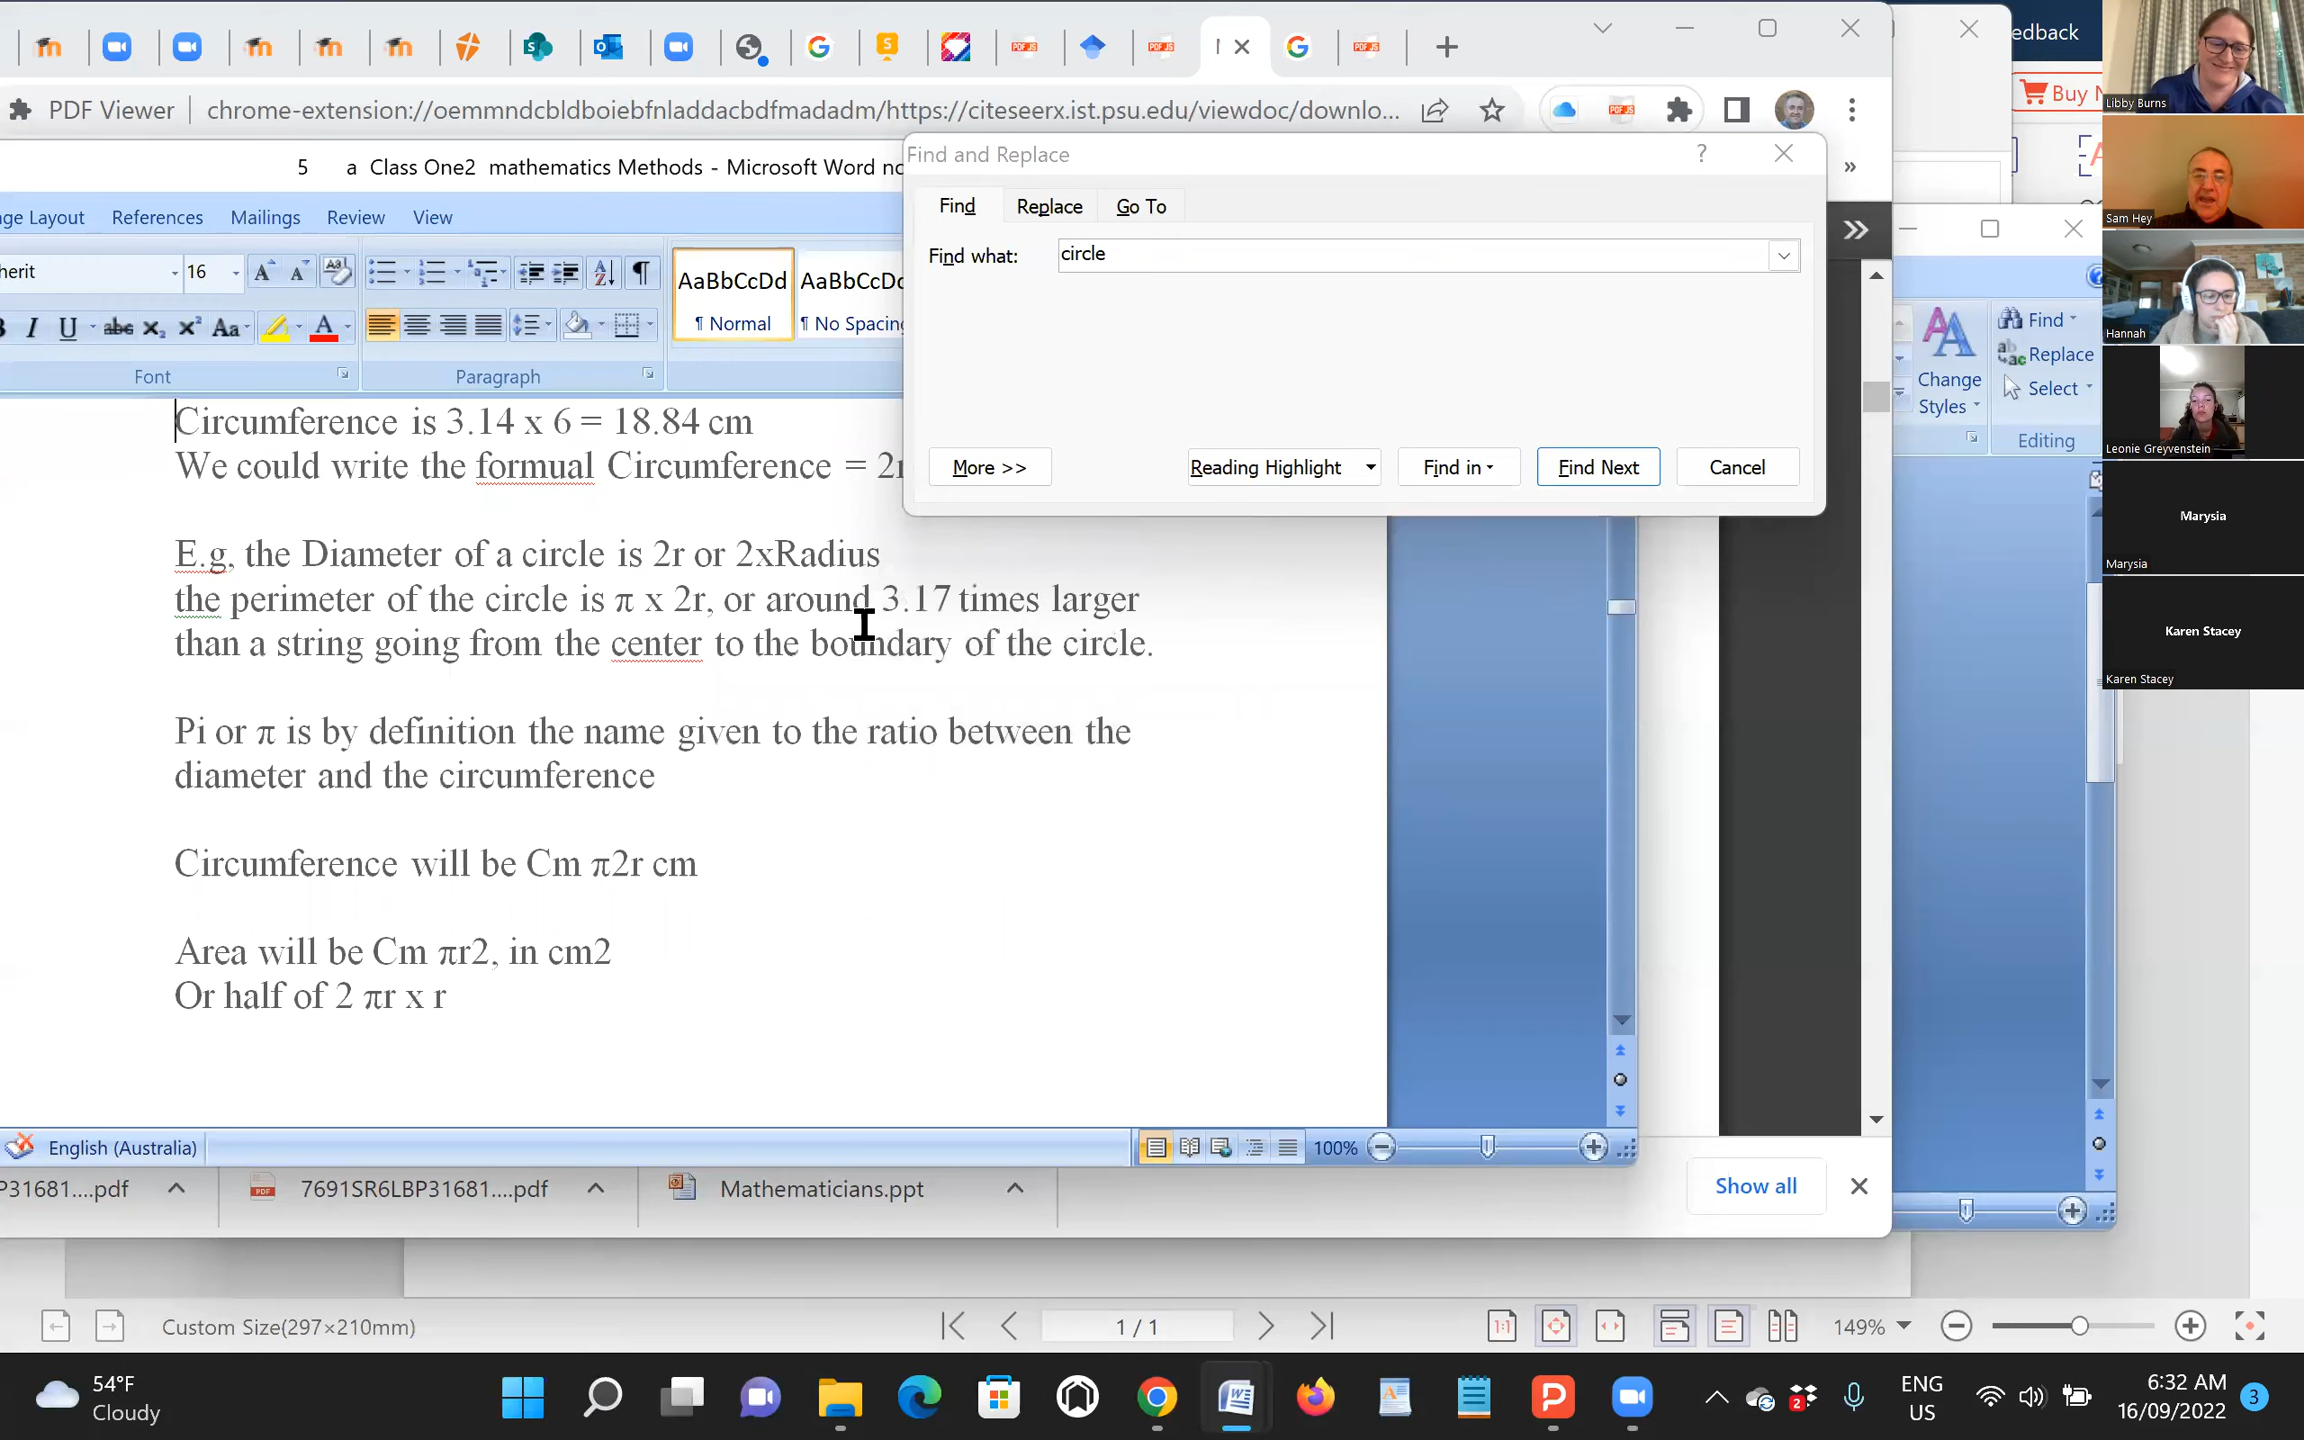 PDF Viewer
chrome-extension://oemmndcbldboiebfnladdacbdfmadadm/https://citeseerx.ist.psu.edu/viewdoc/downlo...
edback
Buy
5 a Class One2 mathematics Methods - Microsoft Word
References Mailings Review View
16
Font
Paragraph
AaBbCcDd
¶ Normal
Find and Replace
?
Find
Replace
Go To
Find what:
circle
More >>
Reading Highlight
Find in
Find Next
Cancel
Find
Replace
Select
Change
Styles
Editing
Circumference is 3.14 x 6 = 18.84 cm
We could write the formual Circumference = 2r
E.g, the Diameter of a circle is 2r or 2xRadius
the perimeter of the circle is π x 2r, or around 3.17 times larger
than a string going from the center to the boundary of the circle.
Pi or π is by definition the name given to the ratio between the
diameter and the circumference
Circumference will be Cm π2r cm
Area will be Cm πr2, in cm2
Or half of 2 πr x r
English (Australia)
100%
P31681....pdf
7691SR6LBP31681....pdf
Mathematicians.ppt
Show all
Custom Size(297×210mm)
1 / 1
149%
54°F
Cloudy
ENG
US
6:32 AM
16/09/2022
3
Libby Burns
Sam Hey
Hannah
Leonie Greyvenstein
Marysia
Marysia
Karen Stacey
Karen Stacey